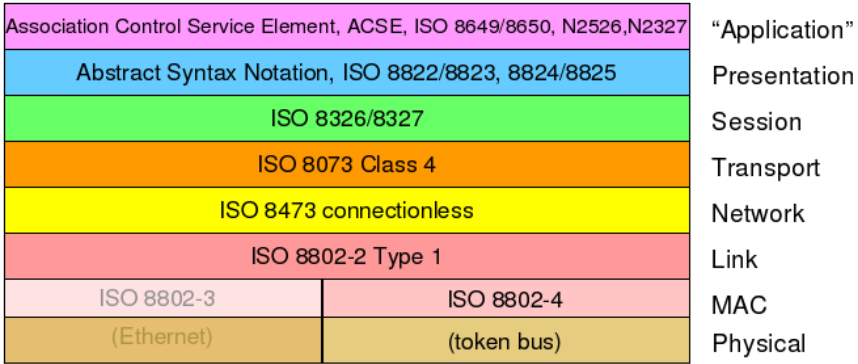 Association Control Service Element, ACSE, ISO 8649/8650, N2526,N2327 “Application”
Abstract Syntax Notation, ISO 8822/8823, 8824/8825 Presentation
ISO 8326/8327 Session
ISO 8073 Class 4 Transport
ISO 8473 connectionless Network
ISO 8802-2 Type 1 Link
ISO 8802-3 ISO 8802-4 MAC
(Ethernet) (token bus) Physical